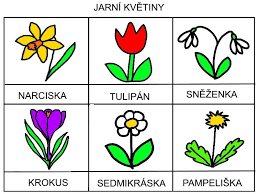 JARNÍ KVĚTINY
NARCISKA TULIPÁN SNĚŽENKA
KROKUS SEDMIKRÁSKA PAMPELIŠKA